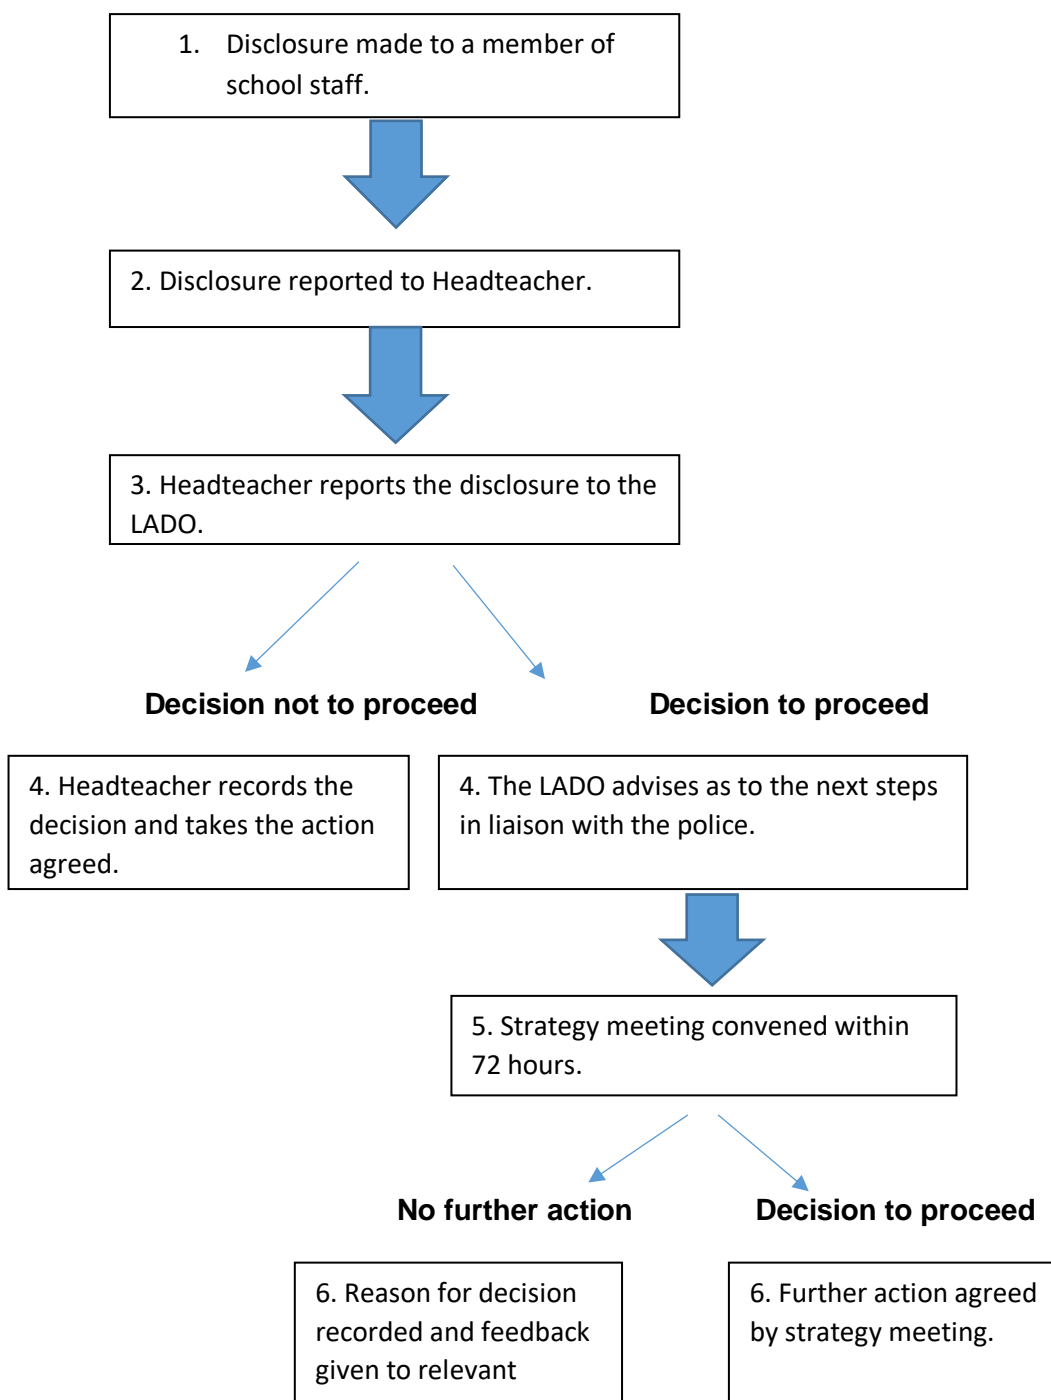 1. Disclosure made to a member of
school staff.
2. Disclosure reported to Headteacher.
3. Headteacher reports the disclosure to the
LADO.
Decision not to proceed
Decision to proceed
4. Headteacher records the
decision and takes the action
agreed.
4. The LADO advises as to the next steps
in liaison with the police.
5. Strategy meeting convened within
72 hours.
No further action
Decision to proceed
6. Reason for decision
recorded and feedback
given to relevant
6. Further action agreed
by strategy meeting.